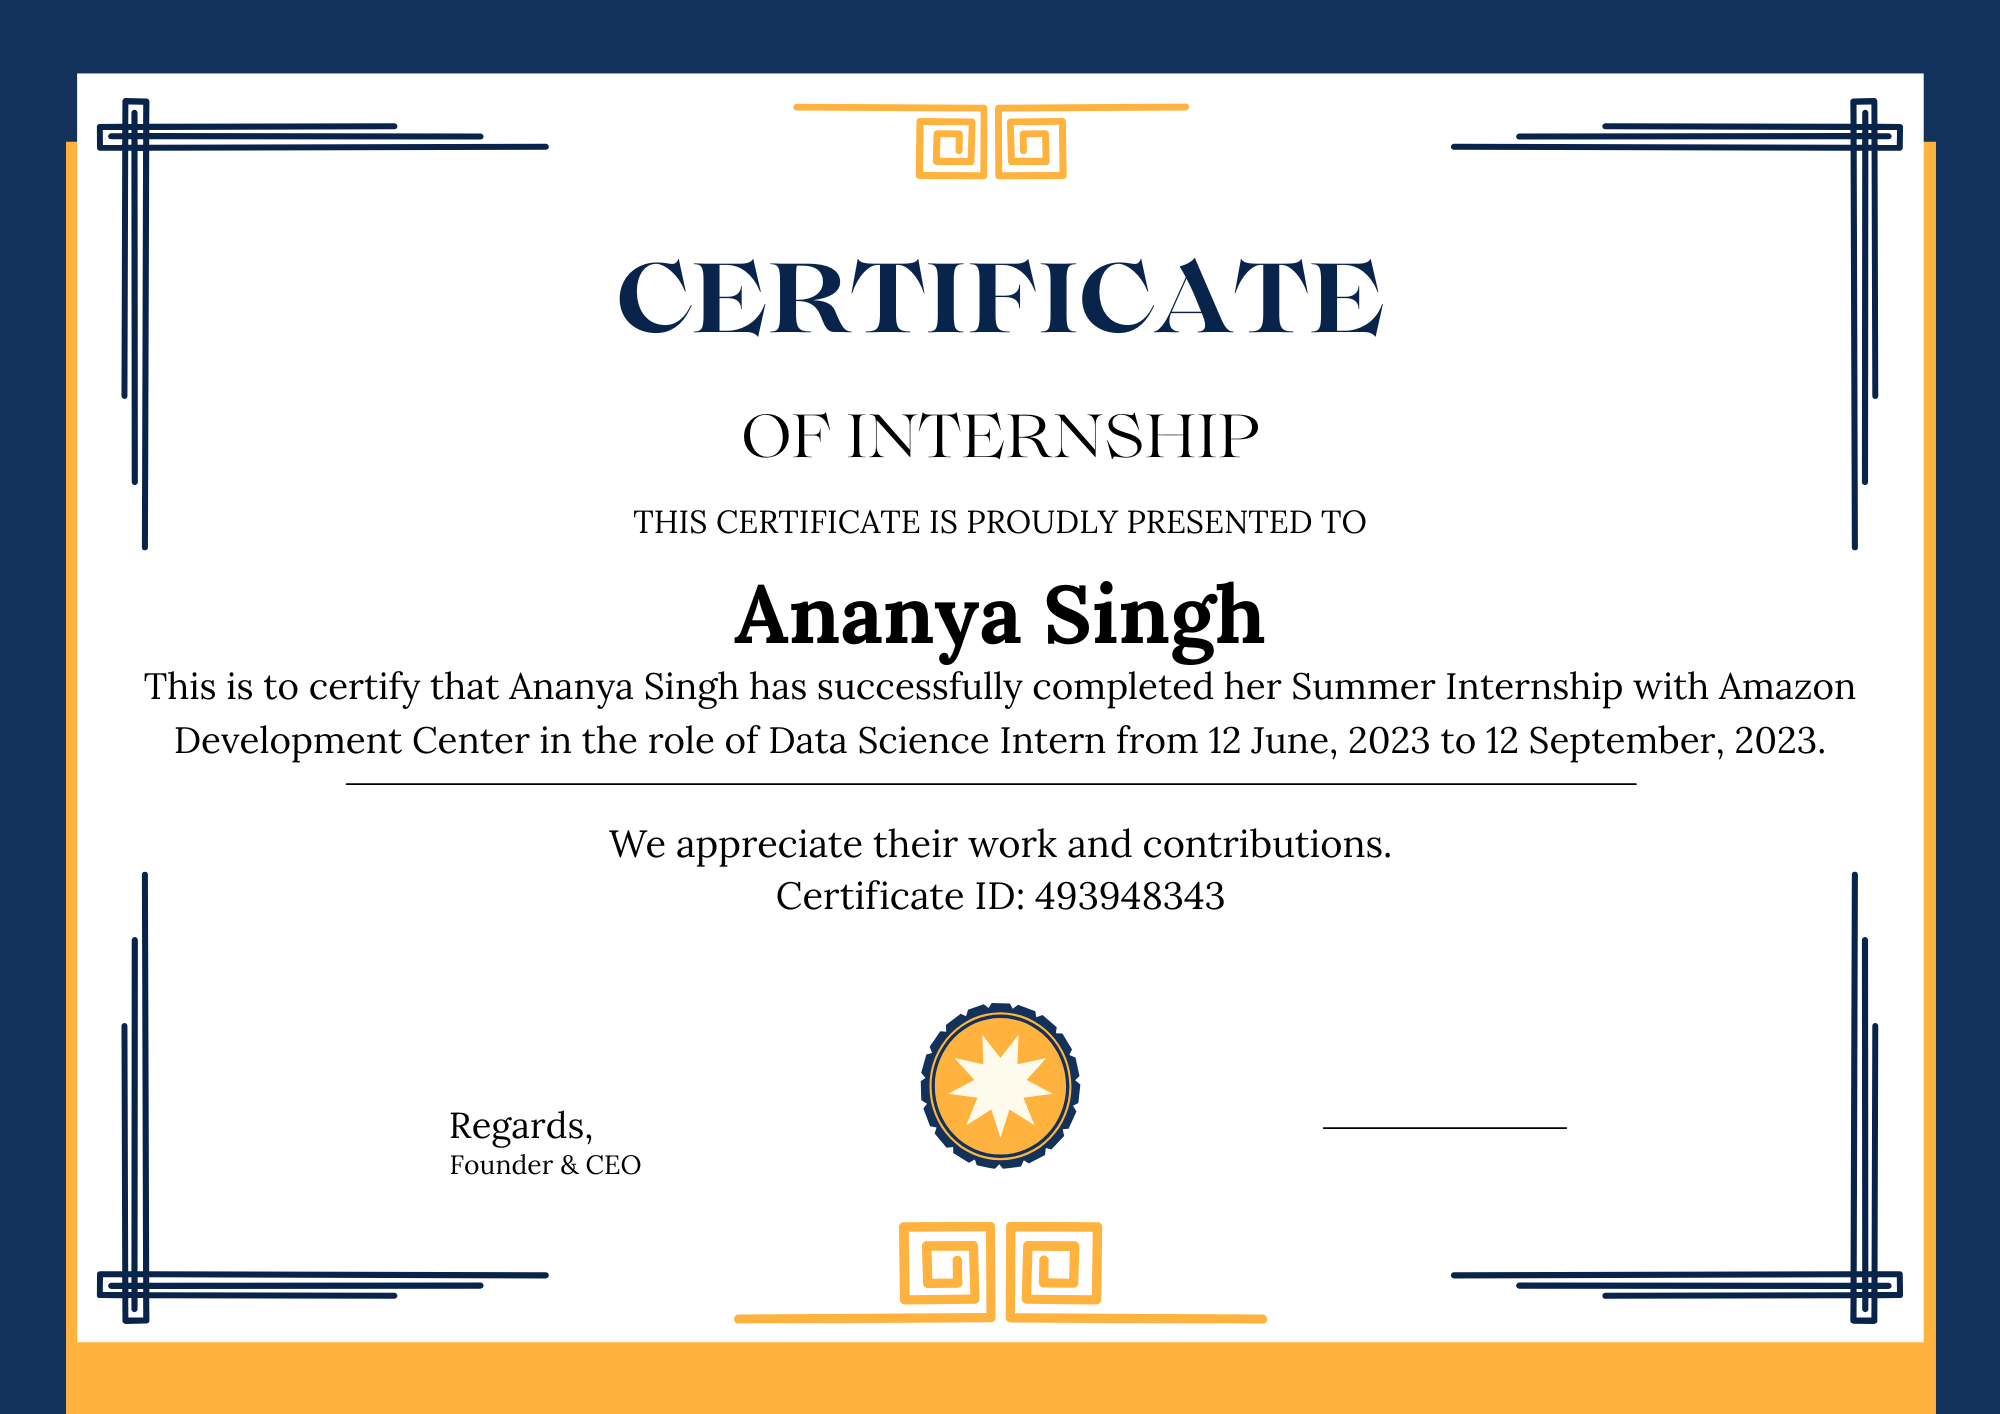 CERTIFICATE
OF INTERNSHIP
THIS CERTIFICATE IS PROUDLY PRESENTED TO
Ananya Singh
This is to certify that Ananya Singh has successfully completed her Summer Internship with Amazon
Development Center in the role of Data Science Intern from 12 June, 2023 to 12 September, 2023.
We appreciate their work and contributions.
Certificate ID: 493948343
Regards,
Founder & CEO